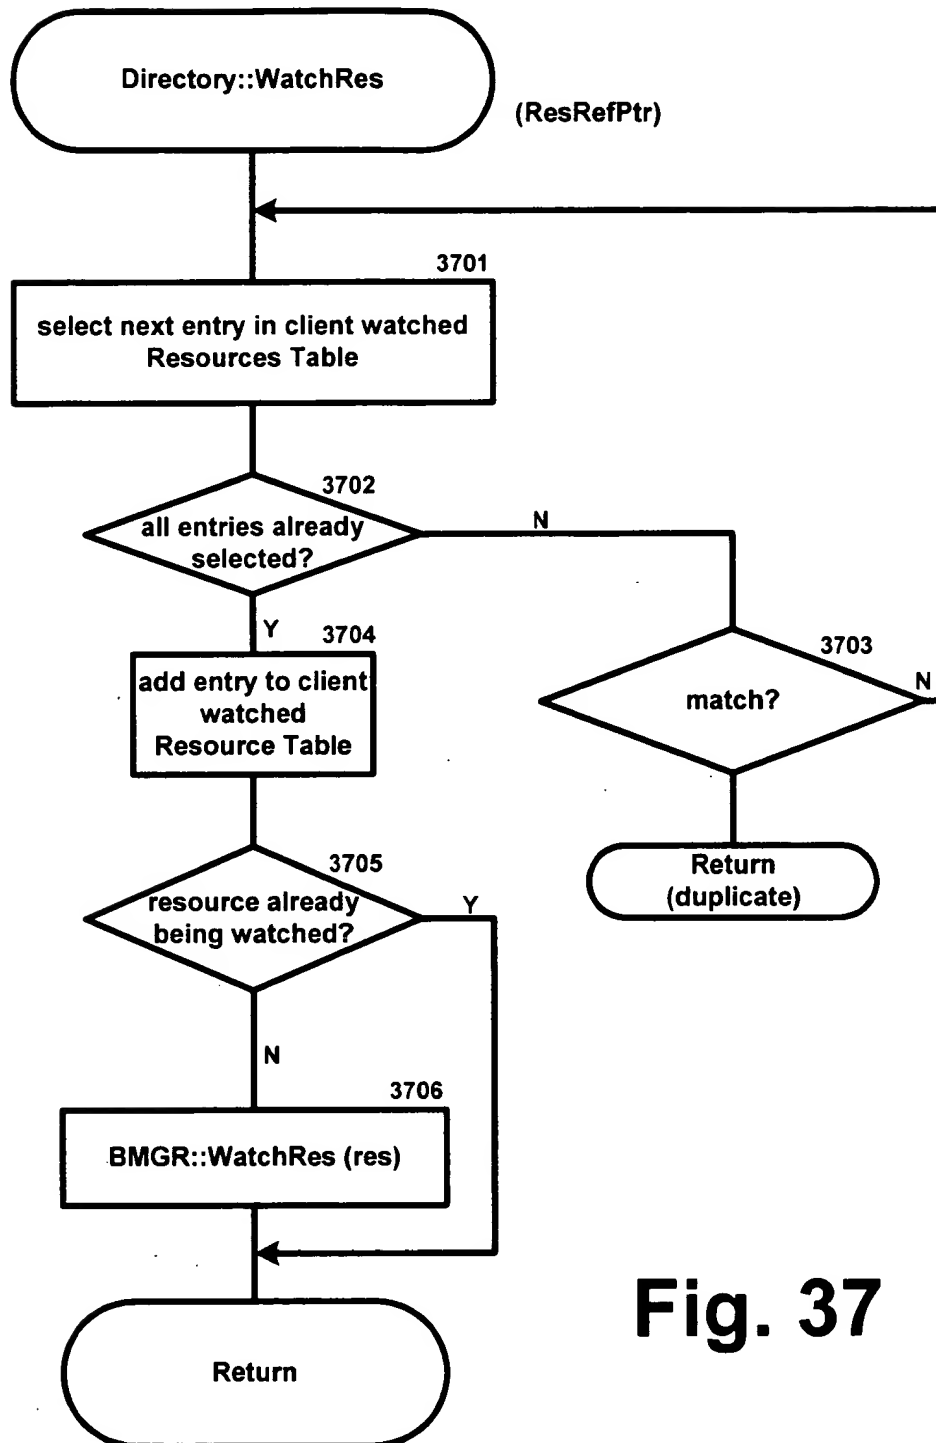 Directory::WatchRes
(ResRefPtr)
3701
select next entry in client watched
Resources Table
3702
all entries already
selected?
N
Y
3704
add entry to client
watched
Resource Table
3703
match?
N
Return
(duplicate)
3705
resource already
being watched?
Y
N
3706
BMGR::WatchRes (res)
Return
Fig. 37